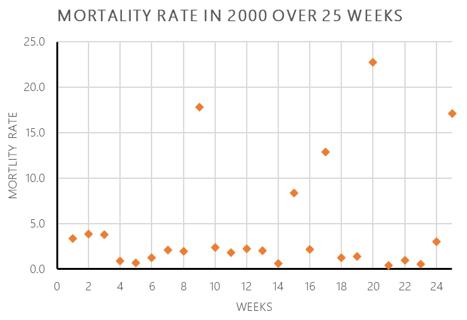 MORTALITY RATE IN 2000 OVER 25 WEEKS
25.0
20.0
15.0
10.0
5.0
0.0
MORTLITY RATE
0 2 4 6 8 10 12 14 16 18 20 22 24
WEEKS